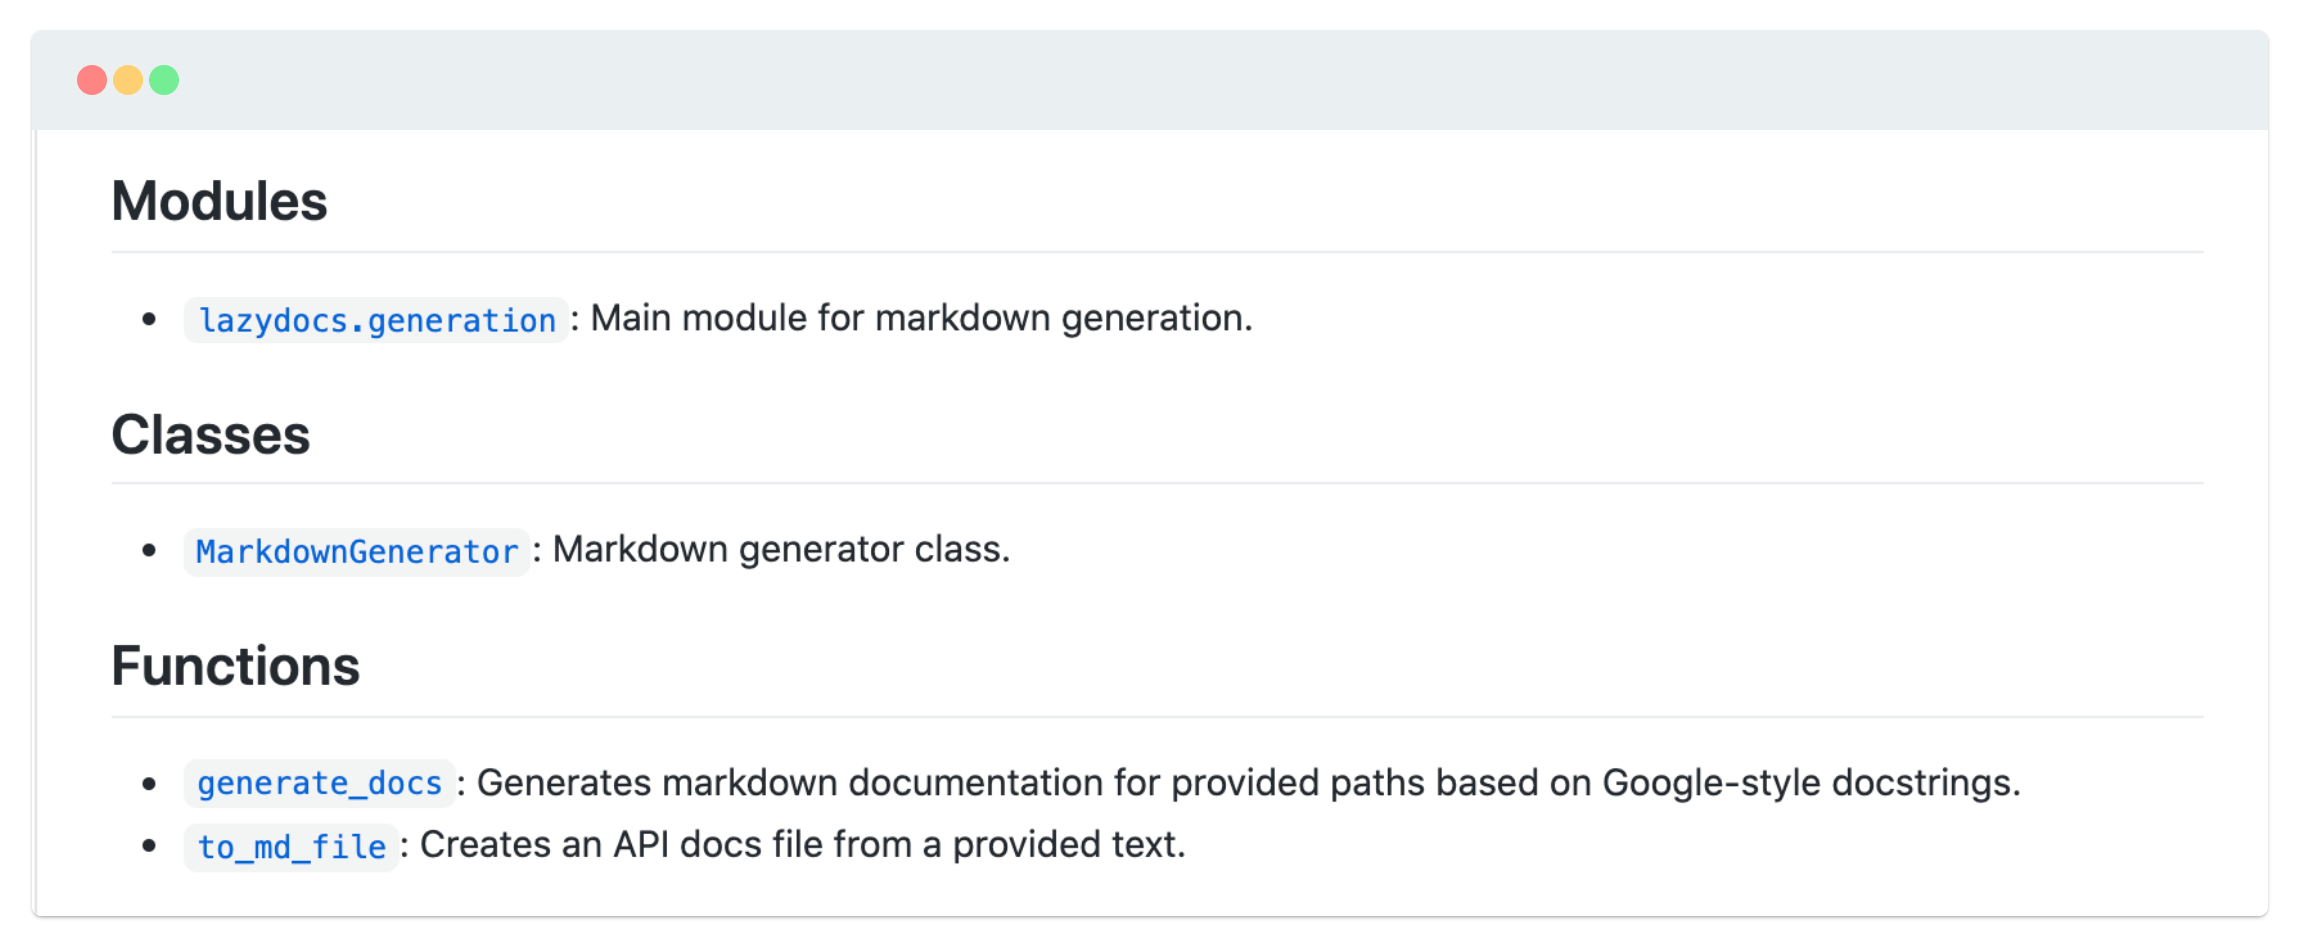 Modules
lazydocs.generation: Main module for markdown generation.
Classes
MarkdownGenerator: Markdown generator class.
Functions
generate_docs: Generates markdown documentation for provided paths based on Google-style docstrings.
to_md_file: Creates an API docs file from a provided text.